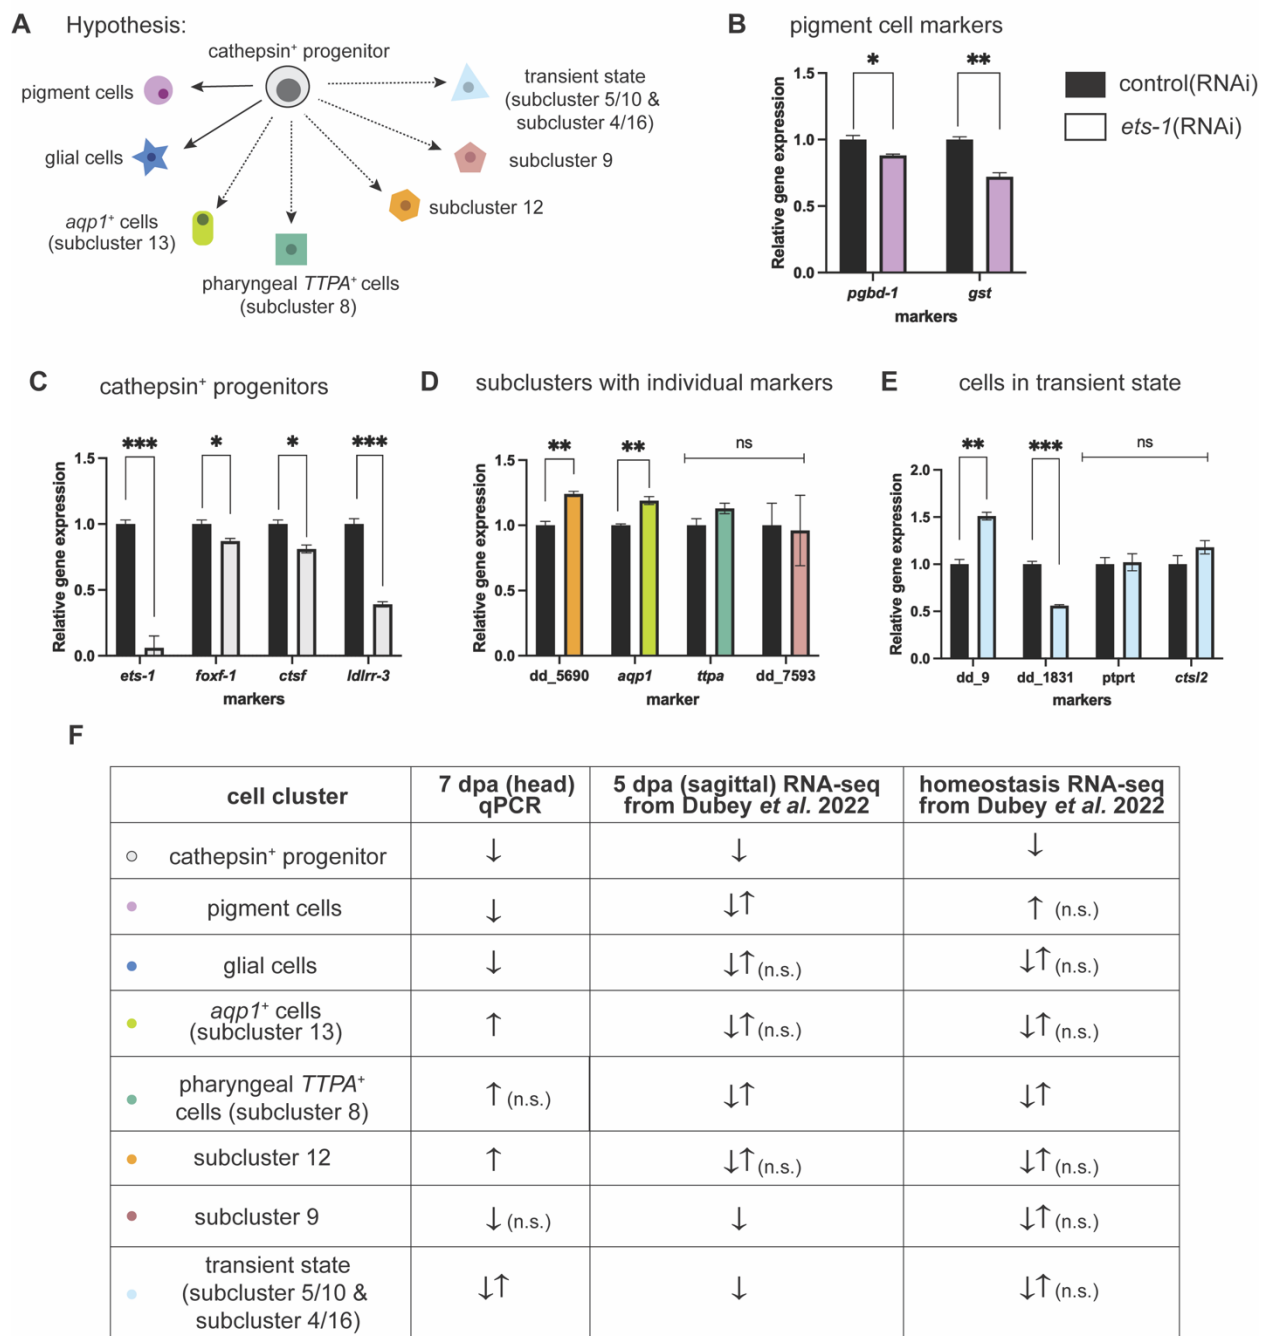 A Hypothesis:
cathepsin⁺ progenitor
pigment cells
glial cells
aqp1⁺ cells
(subcluster 13)
pharyngeal TTPA⁺ cells
(subcluster 8)
subcluster 12
subcluster 9
transient state
(subcluster 5/10 &
subcluster 4/16)
B pigment cell markers
* **
Relative gene expression
1.5
1.0
0.5
0.0
pgbd-1 gst
markers
control(RNAi)
ets-1(RNAi)
C cathepsin⁺ progenitors
*** * * ***
Relative gene expression
1.5
1.0
0.5
0.0
ets-1 foxf-1 ctsf ldlrr-3
markers
D subclusters with individual markers
** ** ns
Relative gene expression
1.5
1.0
0.5
0.0
dd_5690 aqp1 ttpa dd_7593
marker
E cells in transient state
** *** ns
Relative gene expression
2.0
1.5
1.0
0.5
0.0
dd_9 dd_1831 ptprt ctsl2
markers
F
cell cluster 7 dpa (head) qPCR 5 dpa (sagittal) RNA-seq from Dubey et al. 2022 homeostasis RNA-seq from Dubey et al. 2022
cathepsin⁺ progenitor ↓ ↓ ↓
pigment cells ↓ ↓↑ ↑ (n.s.)
glial cells ↓ ↓↑ (n.s.) ↓↑ (n.s.)
aqp1⁺ cells (subcluster 13) ↑ ↓↑ (n.s.) ↓↑ (n.s.)
pharyngeal TTPA⁺ cells (subcluster 8) ↑ (n.s.) ↓↑ ↓↑
subcluster 12 ↑ ↓↑ (n.s.) ↓↑ (n.s.)
subcluster 9 ↓ (n.s.) ↓ ↓↑ (n.s.)
transient state (subcluster 5/10 & subcluster 4/16) ↓↑ ↓ ↓↑ (n.s.)